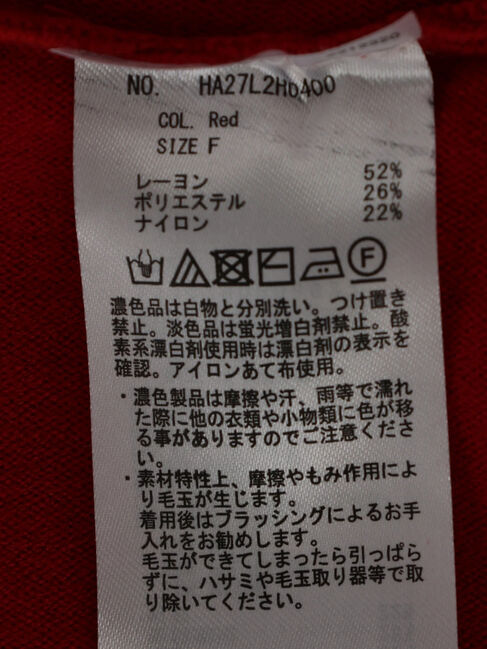 NO. HA27L2H0400
COL. Red
SIZE F
レーヨン 52%
ポリエステル 26%
ナイロン 22%
F
濃色品は白物と分別洗い。つけ置き
禁止。淡色品は蛍光増白剤禁止。酸
素系漂白剤使用時は漂白剤の表示を
確認。アイロンあて布使用。
・濃色製品は摩擦や汗、雨等で濡れ
た際に他の衣類や小物類に色が移
る事がありますのでご注意くださ
い。
・素材特性上、摩擦やもみ作用によ
り毛玉が生じます。
着用後はブラッシングによるお手
入れをお勧めします。
毛玉ができてしまったら引っぱら
ずに、ハサミや毛玉取り器等で取
り除いてください。